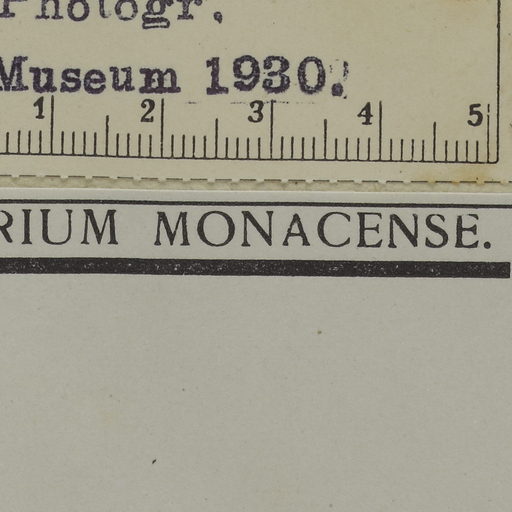 Photogr.
Museum 1930.
1 2 3 4 5
RIUM MONACENSE.